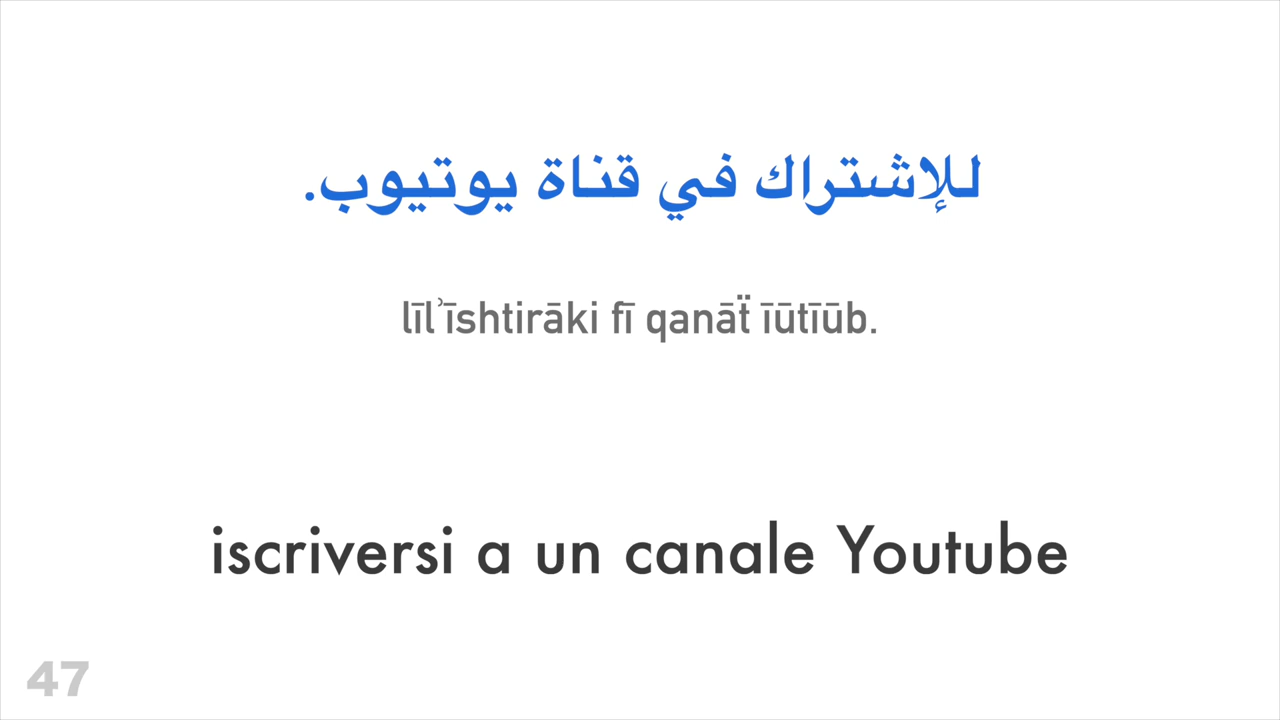 للإشتراك في قناة يوتيوب.
līlʾīshtirāki fī qanāẗ īūtīūb.
iscriversi a un canale Youtube
47